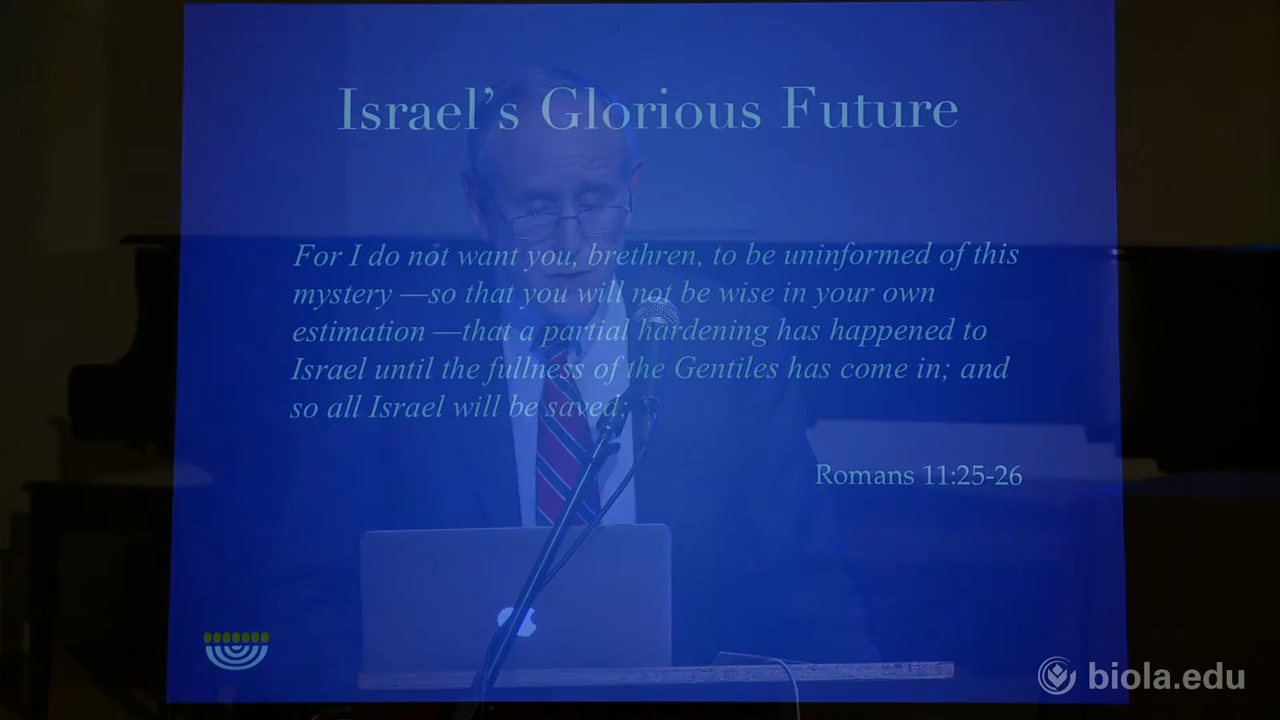 Israel’s Glorious Future
For I do not want you, brethren, to be uninformed of this
mystery —so that you will not be wise in your own
estimation —that a partial hardening has happened to
Israel until the fullness of the Gentiles has come in; and
so all Israel will be saved;
Romans 11:25-26
biola.edu